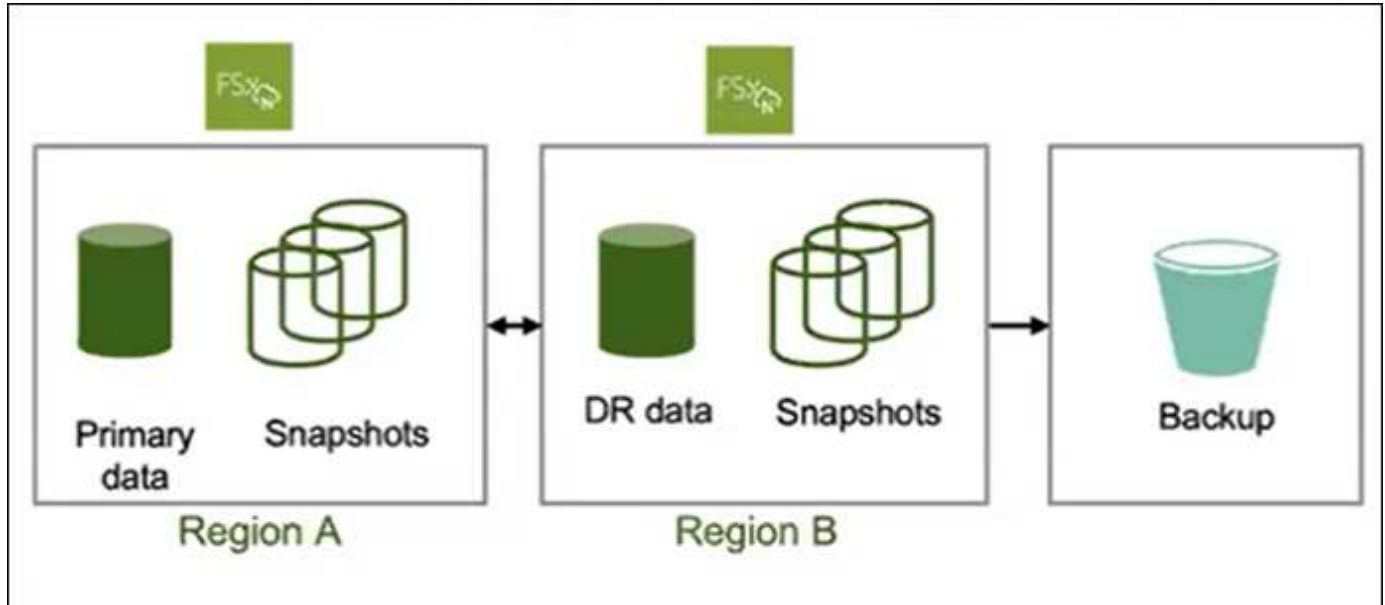 FSx
N
FSx
N
Primary
data
Snapshots
DR data
Snapshots
Backup
Region A
Region B